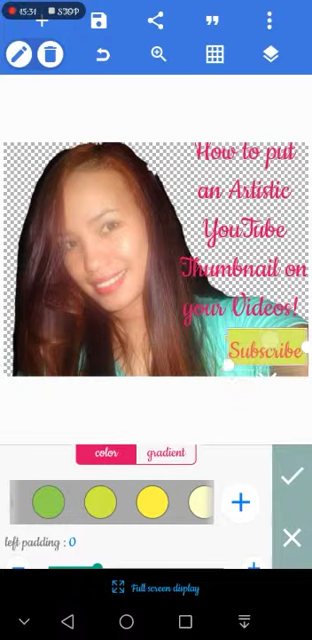 15:31 STOP
How to put
an Artistic
YouTube
Thumbnail on
your Videos!
Subscribe
color gradient
left padding : 0
Full screen display